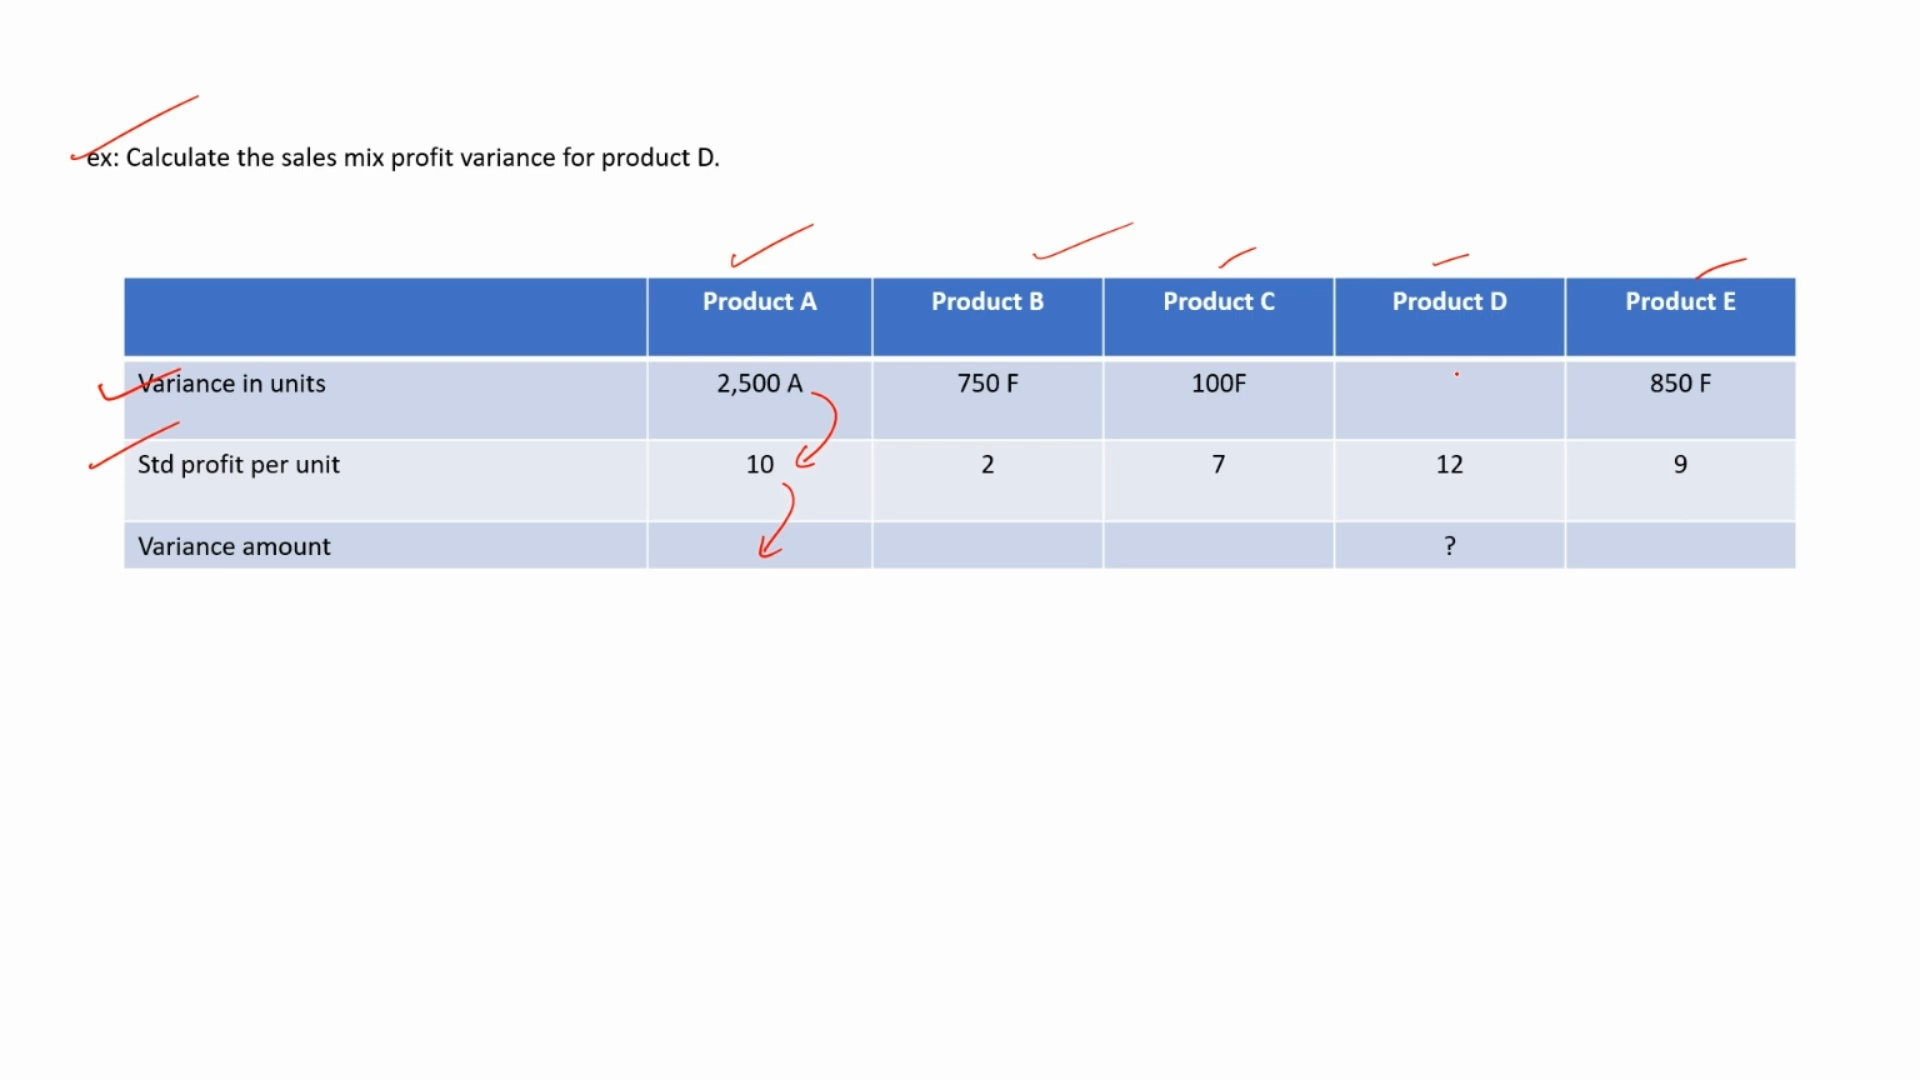 ex: Calculate the sales mix profit variance for product D.
Product A Product B Product C Product D Product E
Variance in units 2,500 A 750 F 100F 850 F
Std profit per unit 10 2 7 12 9
Variance amount ?